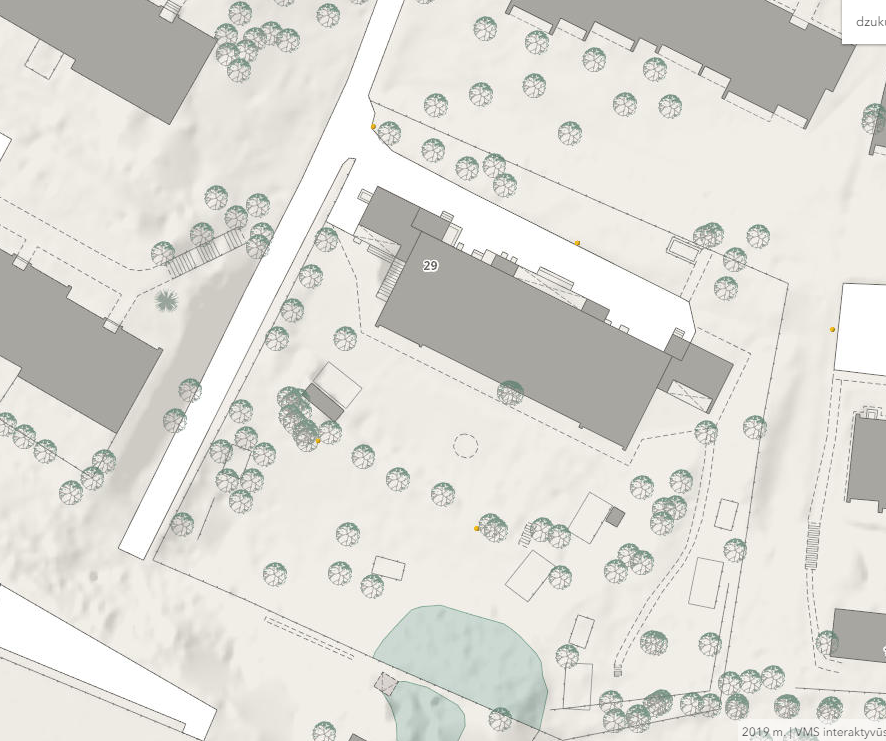 dzuku
29
2019 m. | VMS interaktyvūs